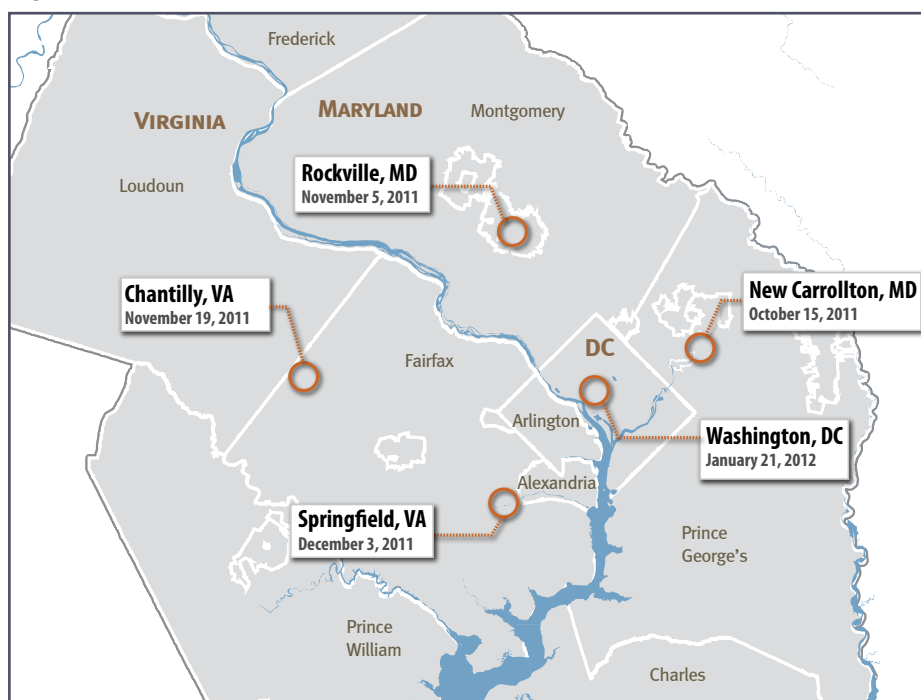 Frederick
VIRGINIA
MARYLAND
Montgomery
Loudoun
Rockville, MD
November 5, 2011
Chantilly, VA
November 19, 2011
New Carrollton, MD
October 15, 2011
Fairfax
DC
Arlington
Washington, DC
January 21, 2012
Alexandria
Springfield, VA
December 3, 2011
Prince
George's
Prince
William
Charles